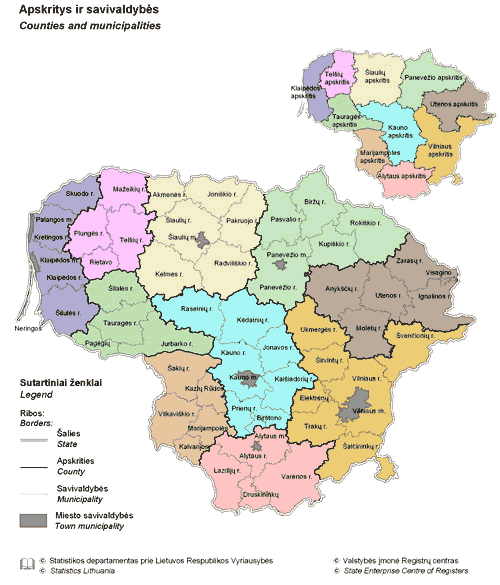 Apskritys ir savivaldybės
Counties and municipalities
Klaipėdos apskritis
Telšių apskritis
Šiaulių apskritis
Panevėžio apskritis
Utenos apskritis
Tauragės apskritis
Kauno apskritis
Vilniaus apskritis
Marijampolės apskritis
Alytaus apskritis
Skuodo r.
Mažeikių r.
Akmenės r.
Joniškio r.
Biržų r.
Palangos m.
Šiaulių r.
Pakruojo r.
Pasvalio r.
Rokiškio r.
Kretingos r.
Plungės r.
Telšių r.
Šiaulių m.
Kupiškio r.
Klaipėdos m.
Rietavo
Radviliškio r.
Panevėžio m.
Zarasų r.
Klaipėdos r.
Kelmės r.
Panevėžio r.
Visagino
Šilalės r.
Anykščių r.
Utenos r.
Ignalinos r.
Šilutės r.
Raseinių r.
Kėdainių r.
Neringos
Tauragės r.
Ukmergės r.
Molėtų r.
Švenčionių r.
Pagėgių
Jurbarko r.
Kauno r.
Jonavos r.
Širvintų r.
Šakių r.
Kauno m.
Kaišiadorių r.
Vilniaus r.
Kazlų Rūdos
Elektrėnų
Vilkaviškio r.
Prienų r.
Birštono
Vilniaus m.
Marijampolės
Trakų r.
Kalvarijos
Alytaus m.
Šalčininkų r.
Alytaus r.
Lazdijų r.
Varėnos r.
Druskininkų
Sutartiniai ženklai
Legend
Ribos:
Borders:
Šalies
State
Apskrities
County
Savivaldybės
Municipality
Miesto savivaldybės
Town municipality
© Statistikos departamentas prie Lietuvos Respublikos Vyriausybės
© Statistics Lithuania
© Valstybės įmonė Registrų centras
© State Enterprise Centre of Registers